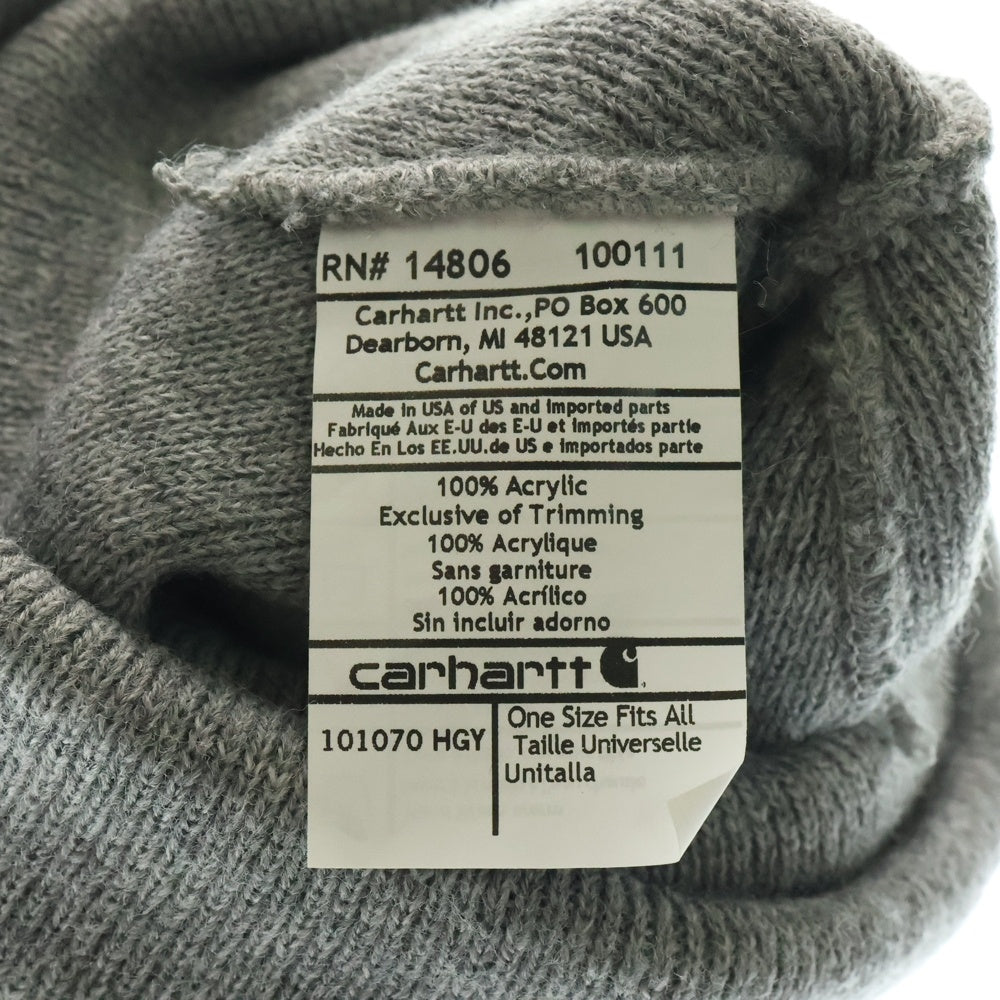 RN# 14806 100111
Carhartt Inc.,PO Box 600
Dearborn, MI 48121 USA
Carhartt.Com
Made in USA of US and Imported parts
Fabriqué Aux E-U des E-U et importés partie
Hecho En Los EE.UU.de US e importados parte
100% Acrylic
Exclusive of Trimming
100% Acrylique
Sans garniture
100% Acrílico
Sin incluir adorno
carhartt
101070 HGY
One Size Fits All
Taille Universelle
Unitalla